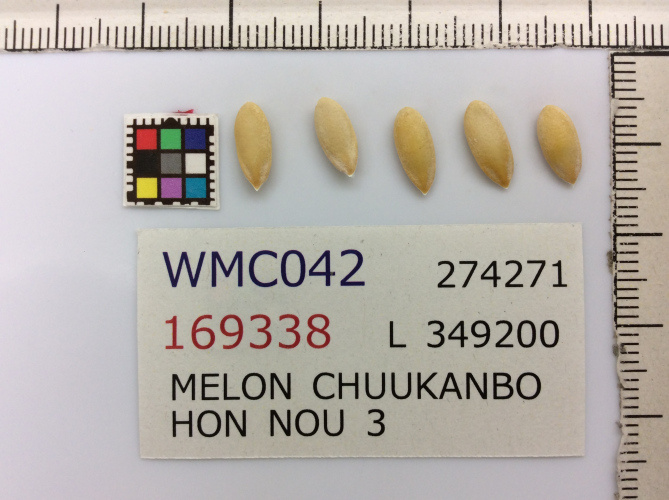 WMC042 274271
169338 L 349200
MELON CHUUKANBO
HON NOU 3